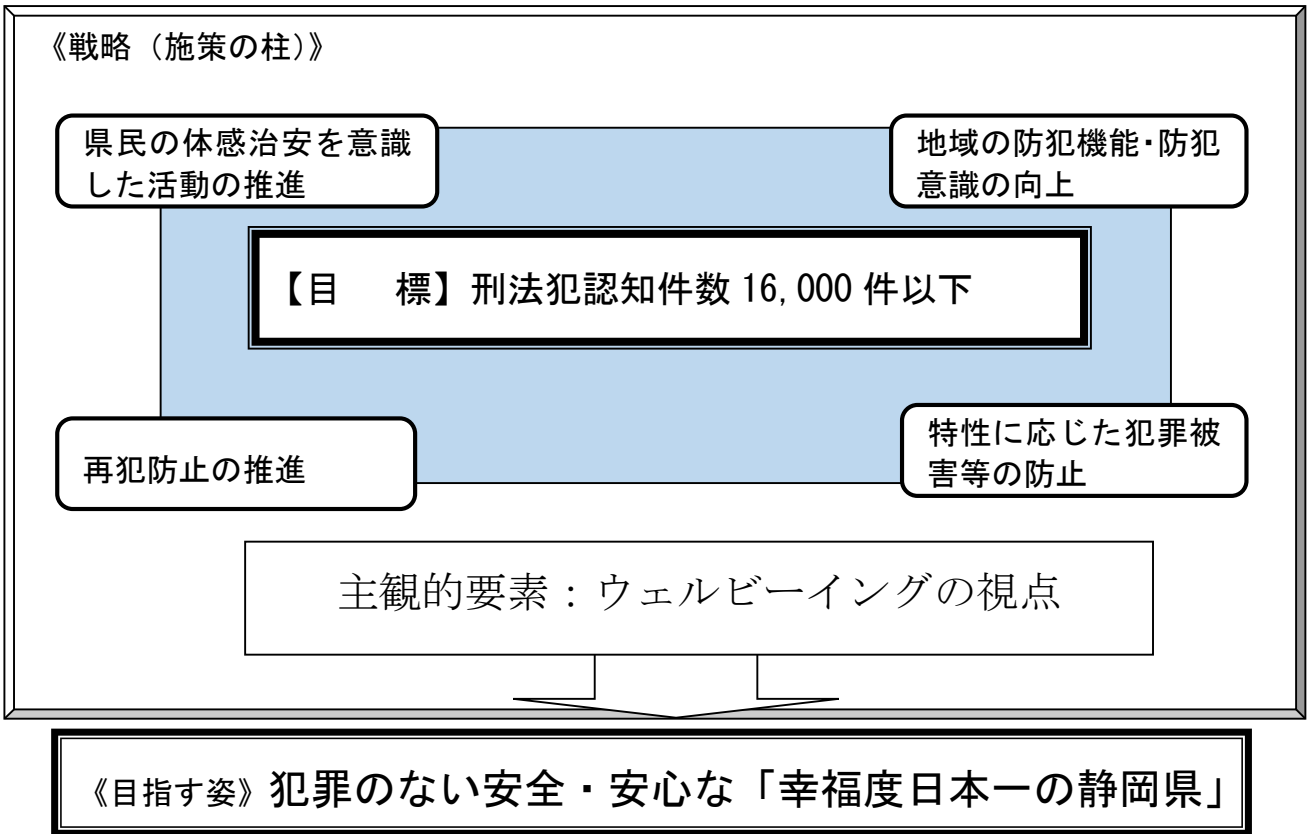 《戦略（施策の柱）》
県民の体感治安を意識
した活動の推進
地域の防犯機能・防犯
意識の向上
【目　標】刑法犯認知件数 16,000 件以下
再犯防止の推進
特性に応じた犯罪被
害等の防止
主観的要素：ウェルビーイングの視点
《目指す姿》犯罪のない安全・安心な「幸福度日本一の静岡県」